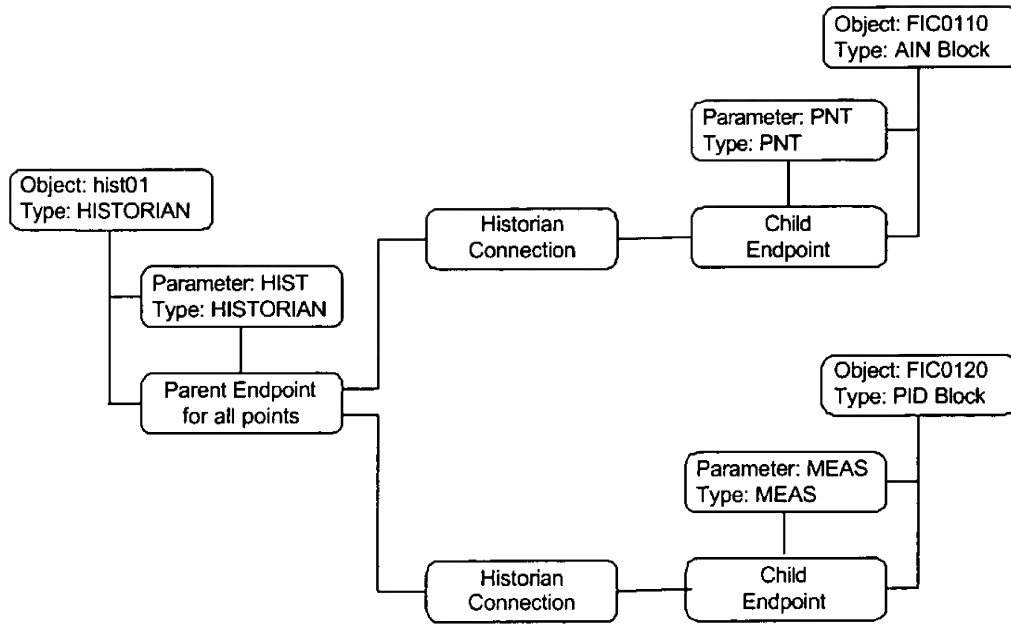 Object: FIC0110
Type: AIN Block
Parameter: PNT
Type: PNT
Object: hist01
Type: HISTORIAN
Historian
Connection
Child
Endpoint
Parameter: HIST
Type: HISTORIAN
Parent Endpoint
for all points
Object: FIC0120
Type: PID Block
Parameter: MEAS
Type: MEAS
Historian
Connection
Child
Endpoint